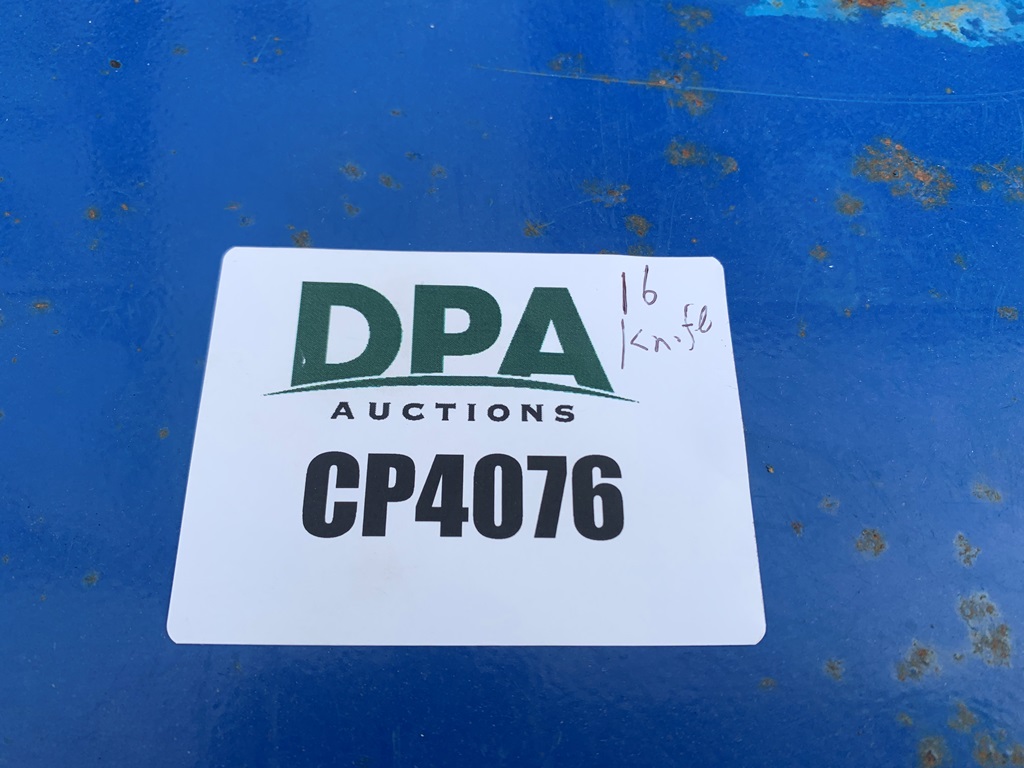 DPA
AUCTIONS
16
Knife
CP4076